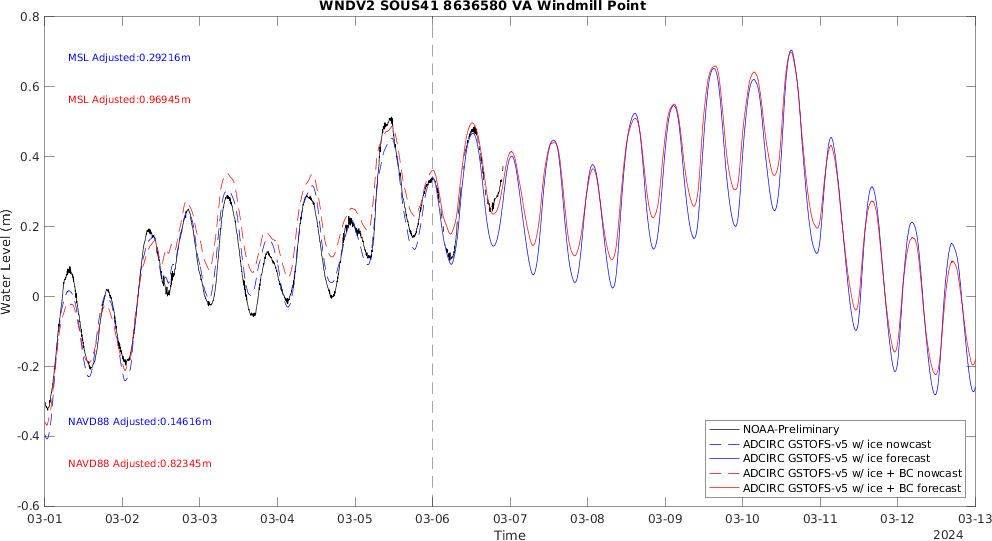 WNDV2 SOUS41 8636580 VA Windmill Point
0.8
0.6
0.4
0.2
0
-0.2
-0.4
-0.6
Water Level (m)
MSL Adjusted:0.29216m
MSL Adjusted:0.96945m
NAVD88 Adjusted:0.14616m
NAVD88 Adjusted:0.82345m
NOAA-Preliminary
ADCIRC GSTOFS-v5 w/ ice nowcast
ADCIRC GSTOFS-v5 w/ ice forecast
ADCIRC GSTOFS-v5 w/ ice + BC nowcast
ADCIRC GSTOFS-v5 w/ ice + BC forecast
03-01 03-02 03-03 03-04 03-05 03-06 03-07 03-08 03-09 03-10 03-11 03-12 03-13
Time
2024